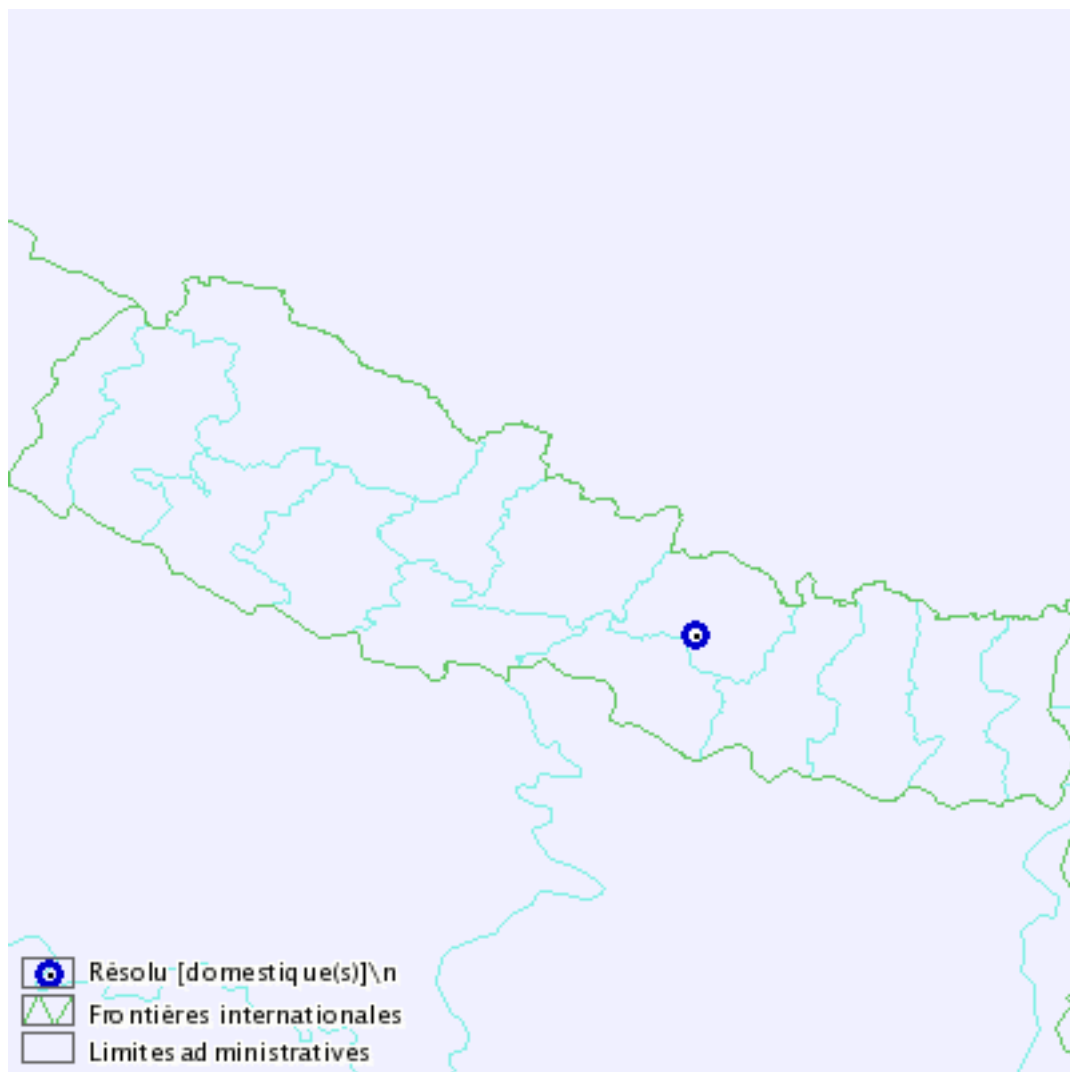 Résolu [domestique(s)]\n
Frontières internationales
Limites administratives